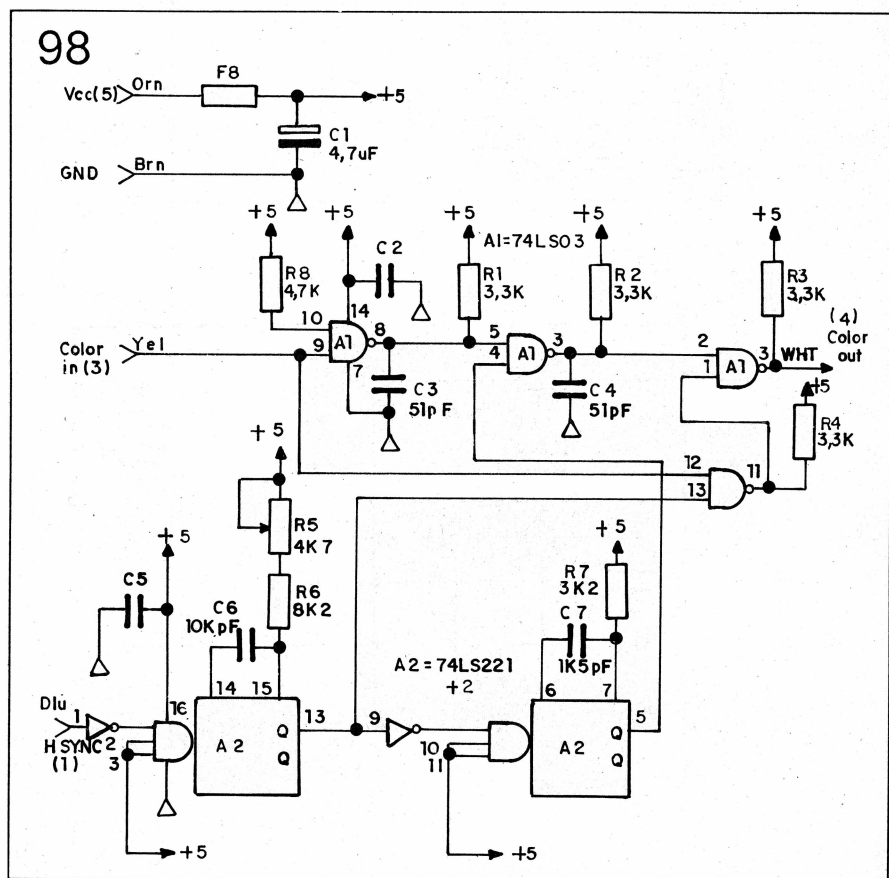 98
Vcc(5) Orn F8 +5
C1
4,7uF
GND Brn
+5 +5 +5 +5 +5
A1=74LS03
C2
R8
4,7K
R1
3,3K
R2
3,3K
R3
3,3K
(4)
Color
out
14
10
8
5
3
2
3
WHT
Color
in (3)
Yel
9
A1
4
A1
1
A1
7
C3
51pF
C4
51pF
+5
R4
3,3K
+5
12
11
13
R5
4K7
+5
+5
R7
3K2
C5
R6
8K2
C6
10KpF
C7
1K5pF
A2=74LS221
+2
14 15
6 7
16
Dlu
1
13
9
5
HSYNC
(1)
2
3
A2
Q
Q
10
11
A2
Q
Q
+5
+5